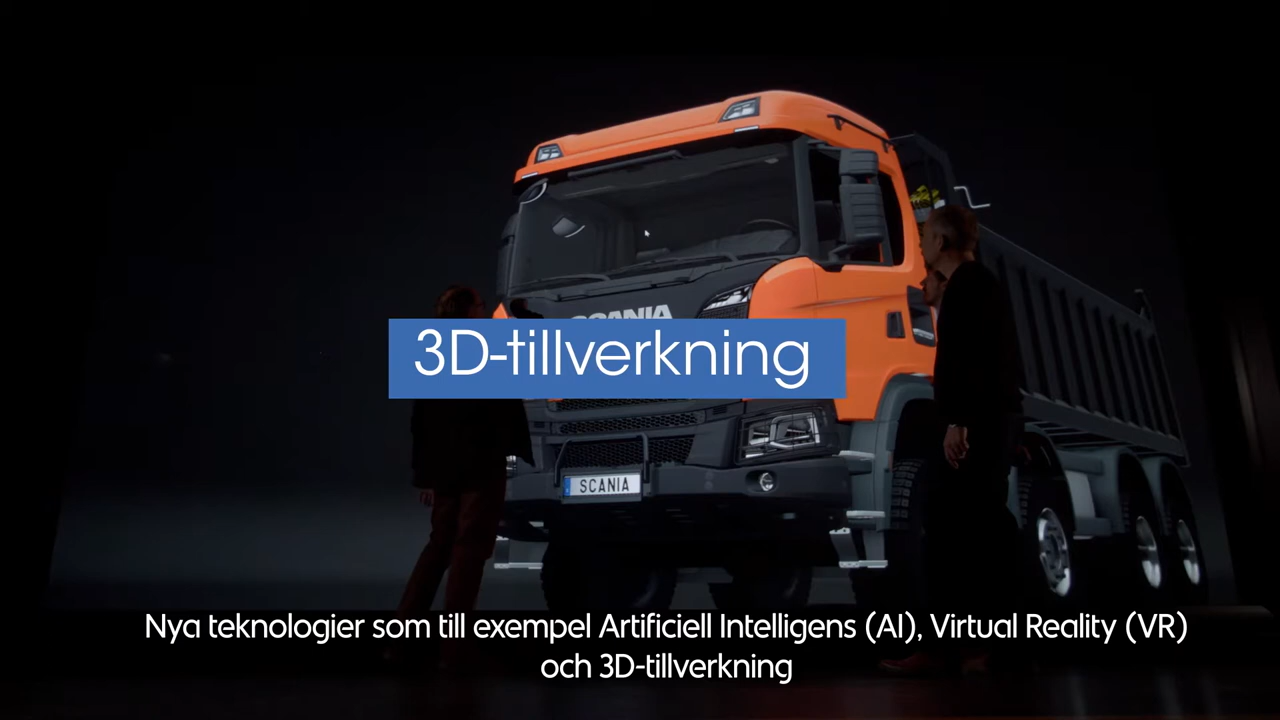 SCANIA
3D-tillverkning
SCANIA
Nya teknologier som till exempel Artificiell Intelligens (AI), Virtual Reality (VR)
och 3D-tillverkning